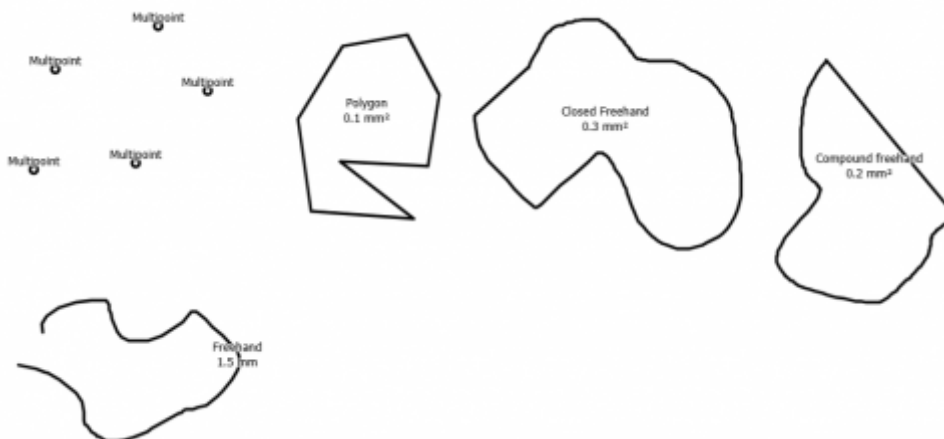 Multipoint
Multipoint
Multipoint
Multipoint
Multipoint
Polygon
0.1 mm²
Closed Freehand
0.3 mm²
Compound freehand
0.2 mm²
Freehand
1.5 mm